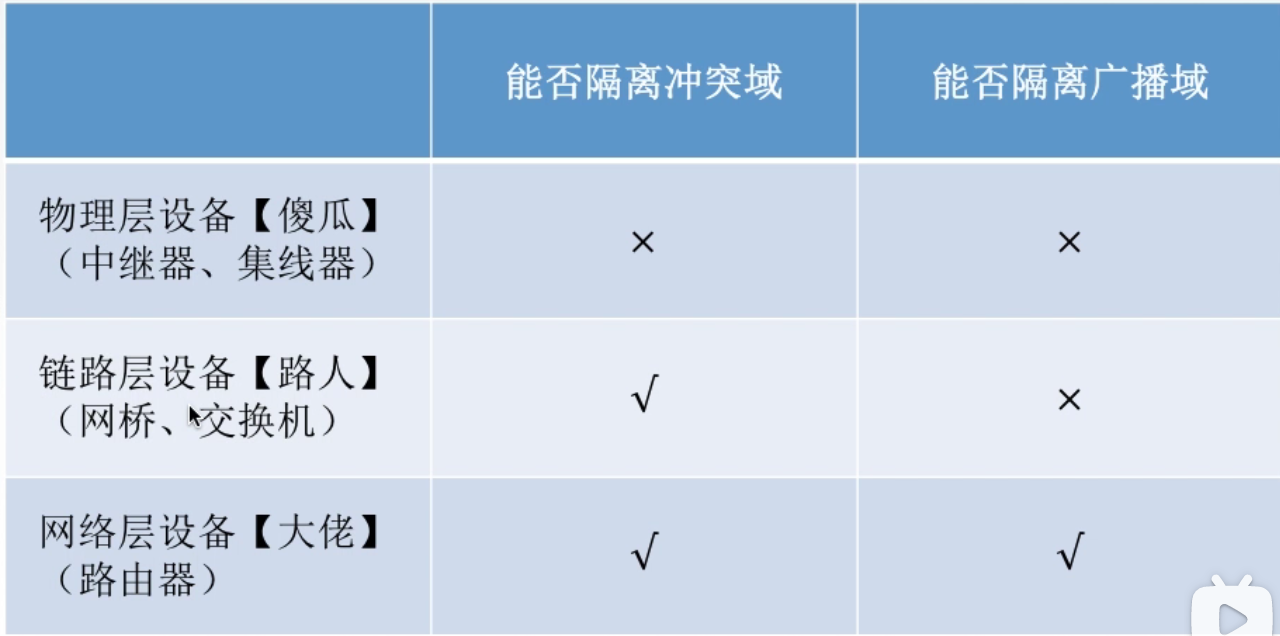 能否隔离冲突域
能否隔离广播域
物理层设备【傻瓜】
（中继器、集线器）
×
×
链路层设备【路人】
（网桥、交换机）
√
×
网络层设备【大佬】
（路由器）
√
√